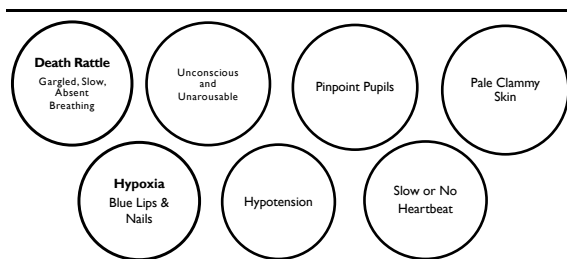 Death Rattle
Gargled, Slow,
Absent
Breathing
Unconscious
and
Unarousable
Pinpoint Pupils
Pale Clammy
Skin
Hypoxia
Blue Lips &
Nails
Hypotension
Slow or No
Heartbeat